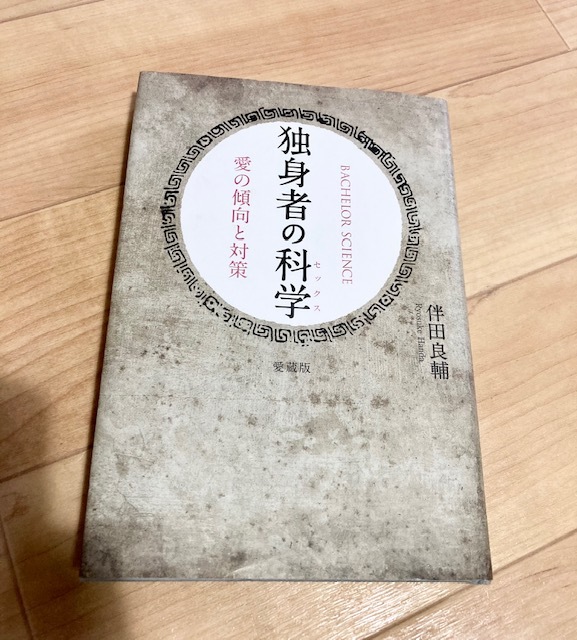 BACHELOR SCIENCE
独身者の科学
セックス
愛の傾向と対策
伴田良輔
Ryosuke Handa
愛蔵版